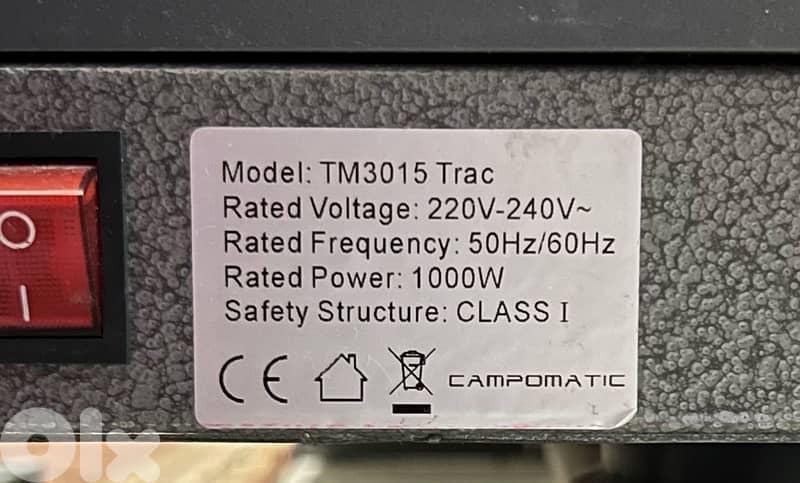 Model: TM3015 Trac
Rated Voltage: 220V-240V~
Rated Frequency: 50Hz/60Hz
Rated Power: 1000W
Safety Structure: CLASS I
CE CAMPOMATIC
olx